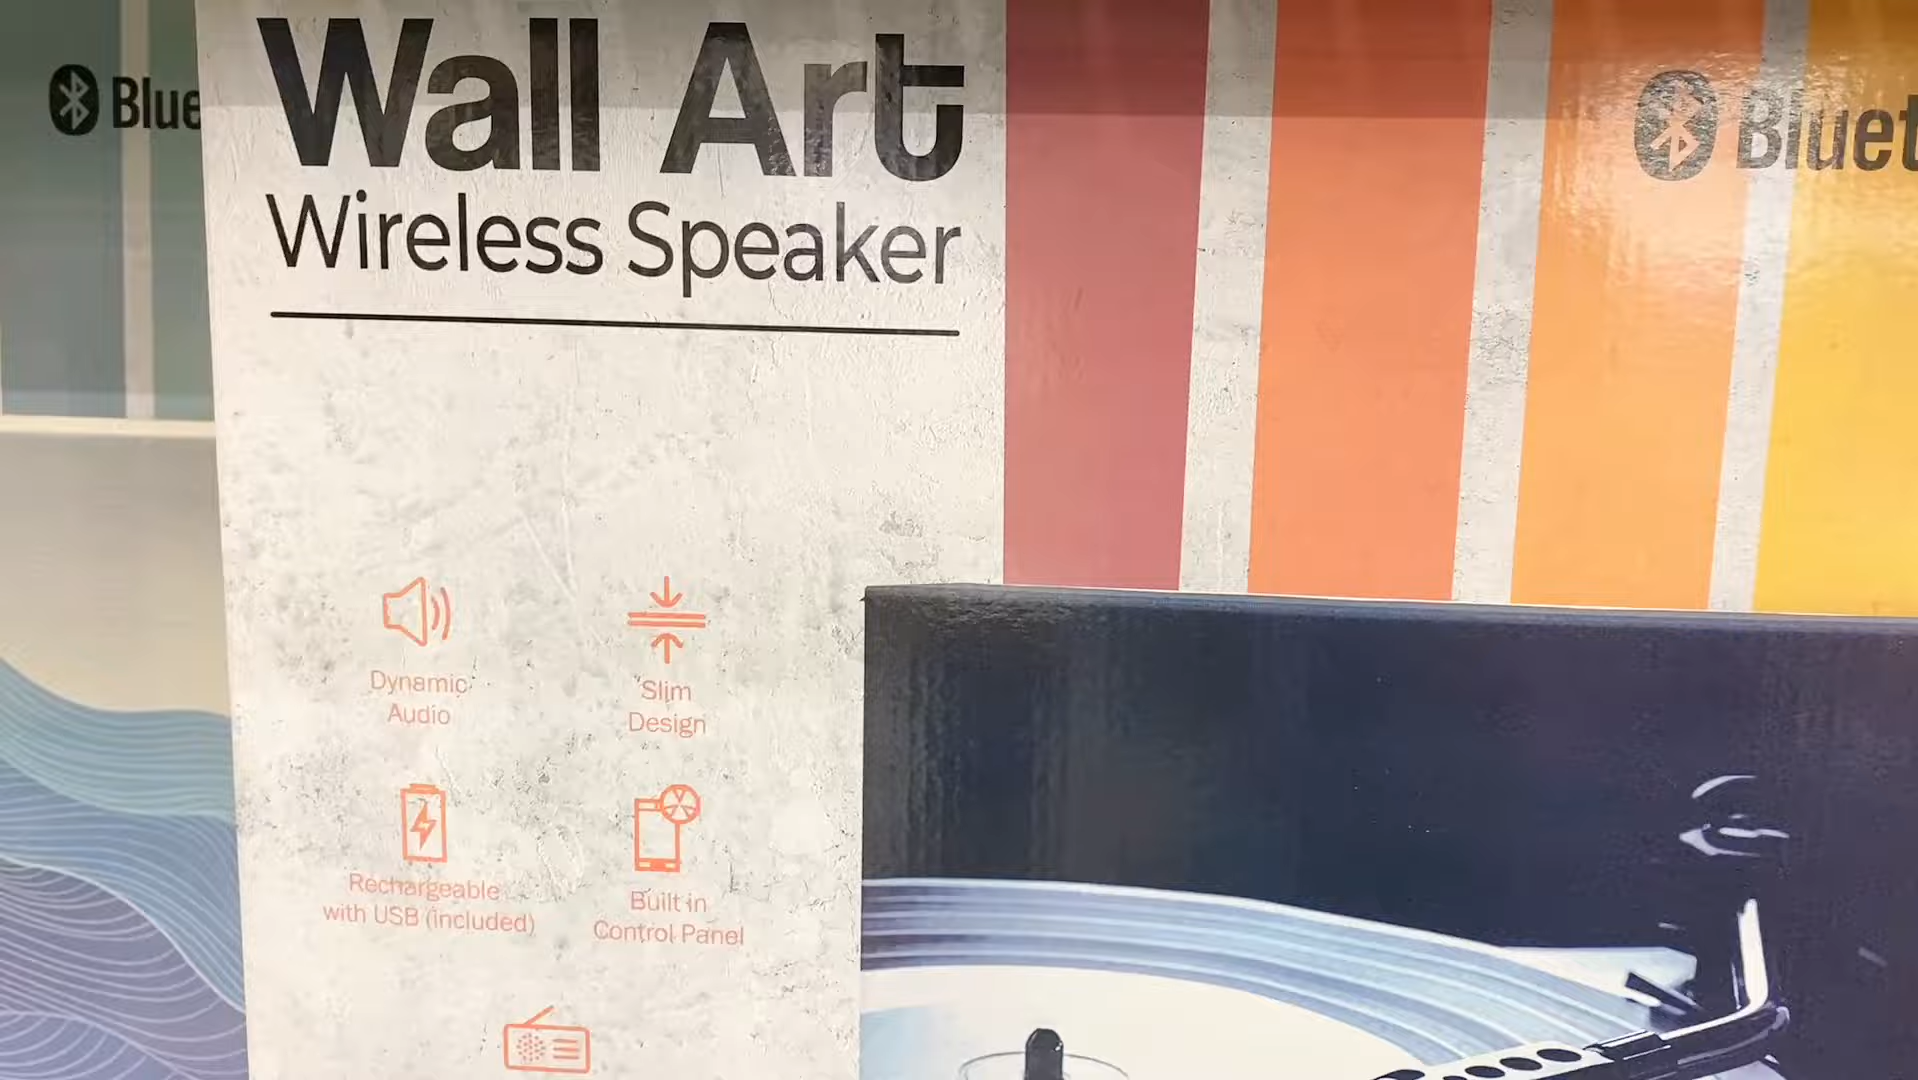 Blue
Wall Art
Wireless Speaker
Bluet
Dynamic
Audio
Slim
Design
Rechargeable
with USB (included)
Built in
Control Panel